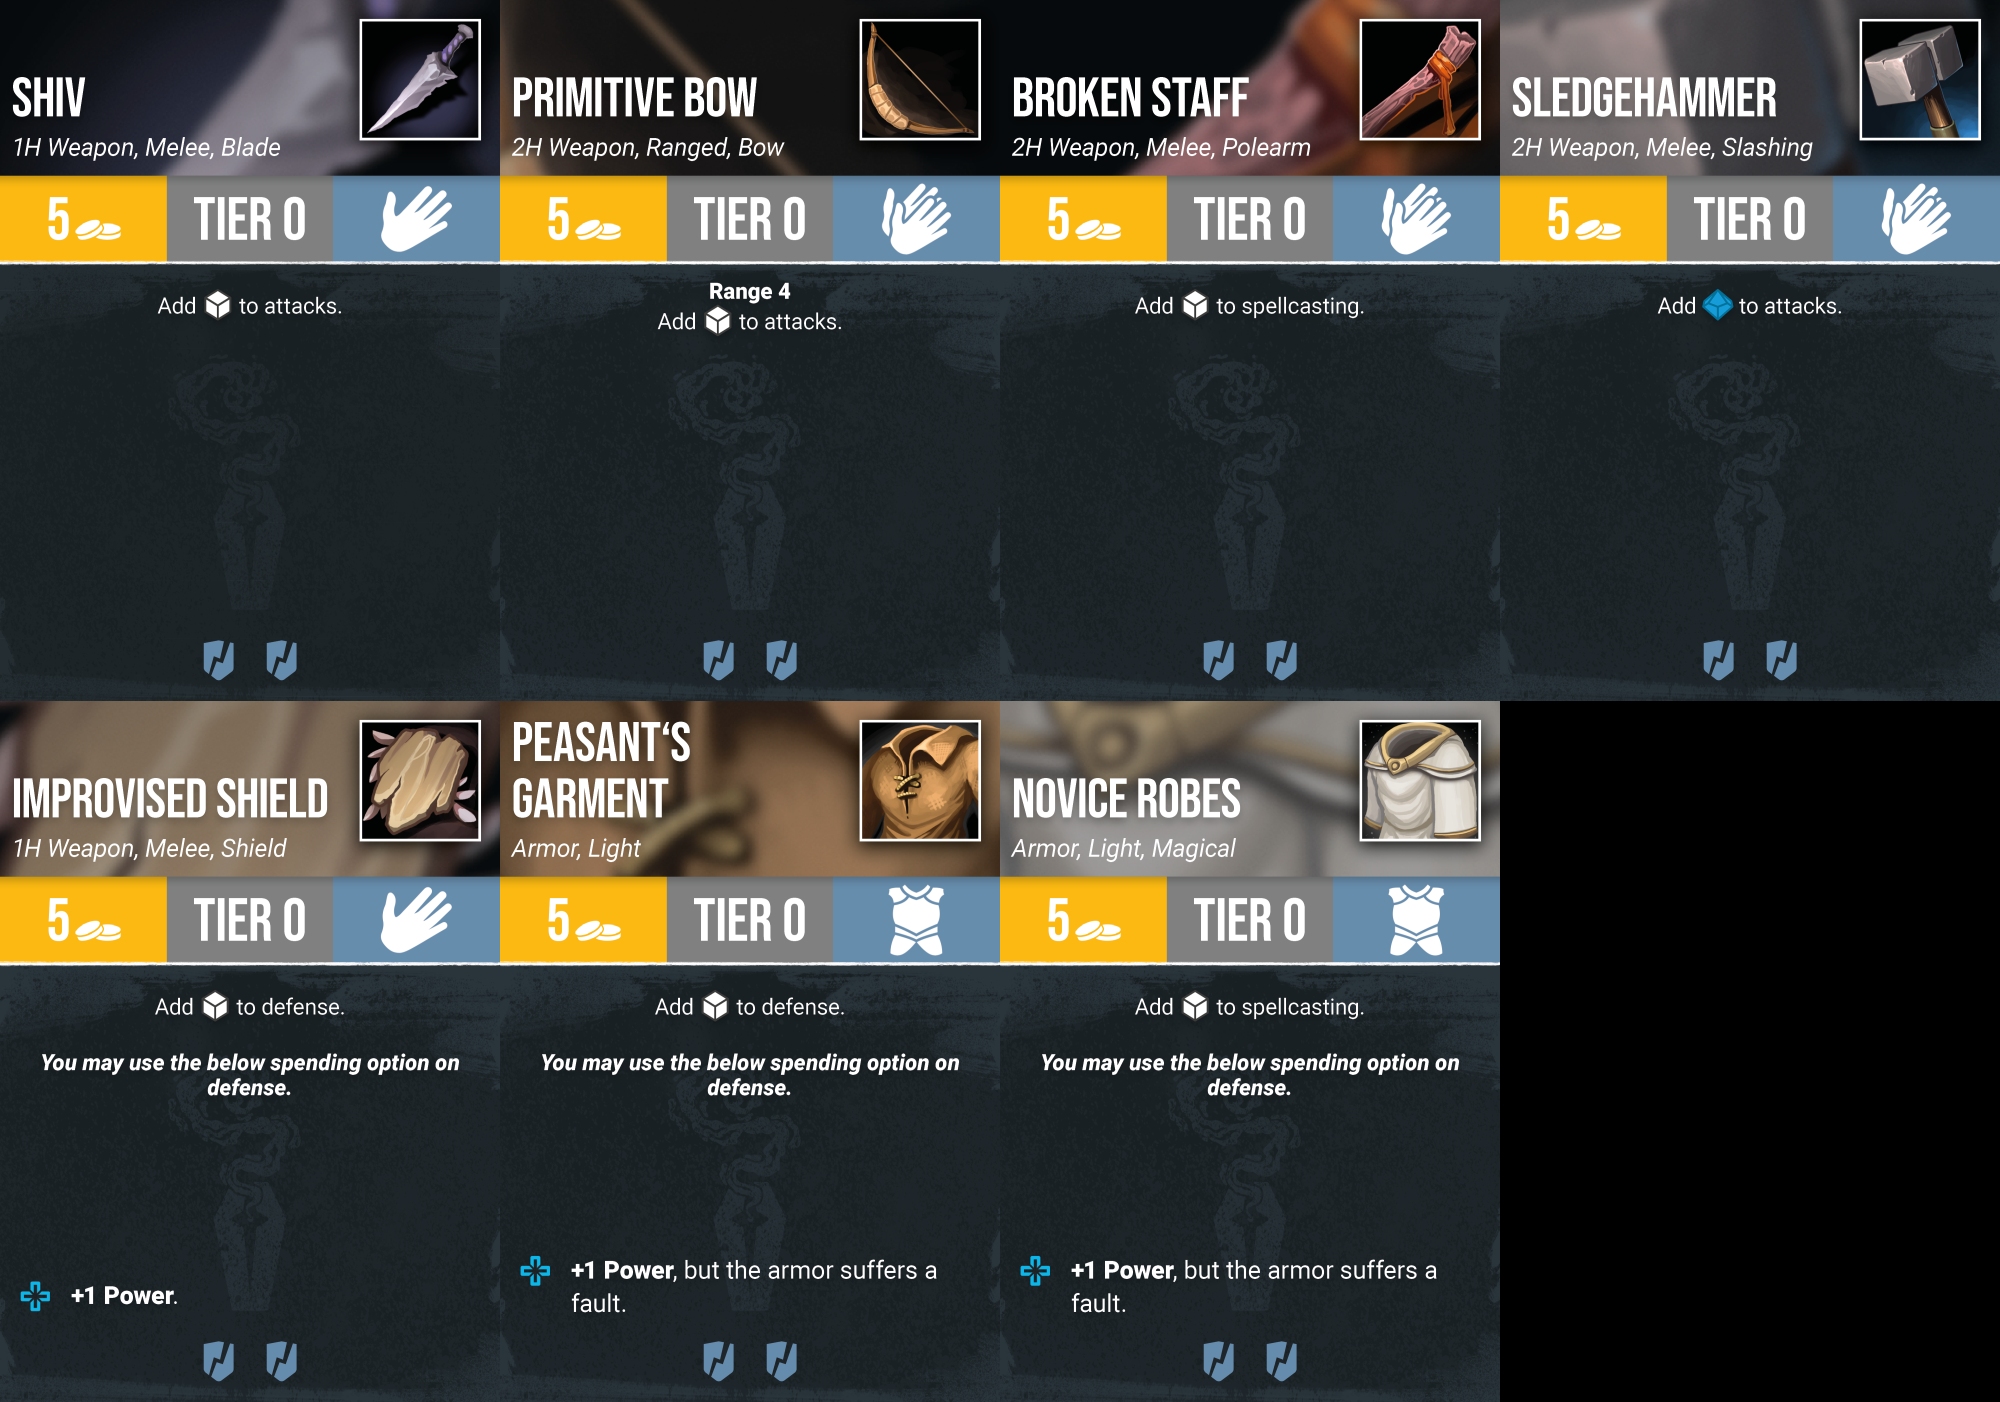 SHIV
1H Weapon, Melee, Blade
5
TIER 0
Add to attacks.
PRIMITIVE BOW
2H Weapon, Ranged, Bow
5
TIER 0
Range 4
Add to attacks.
BROKEN STAFF
2H Weapon, Melee, Polearm
5
TIER 0
Add to spellcasting.
SLEDGEHAMMER
2H Weapon, Melee, Slashing
5
TIER 0
Add to attacks.
IMPROVISED SHIELD
1H Weapon, Melee, Shield
5
TIER 0
Add to defense.
You may use the below spending option on
defense.
+1 Power.
PEASANT‘S
GARMENT
Armor, Light
5
TIER 0
Add to defense.
You may use the below spending option on
defense.
+1 Power, but the armor suffers a
fault.
NOVICE ROBES
Armor, Light, Magical
5
TIER 0
Add to spellcasting.
You may use the below spending option on
defense.
+1 Power, but the armor suffers a
fault.